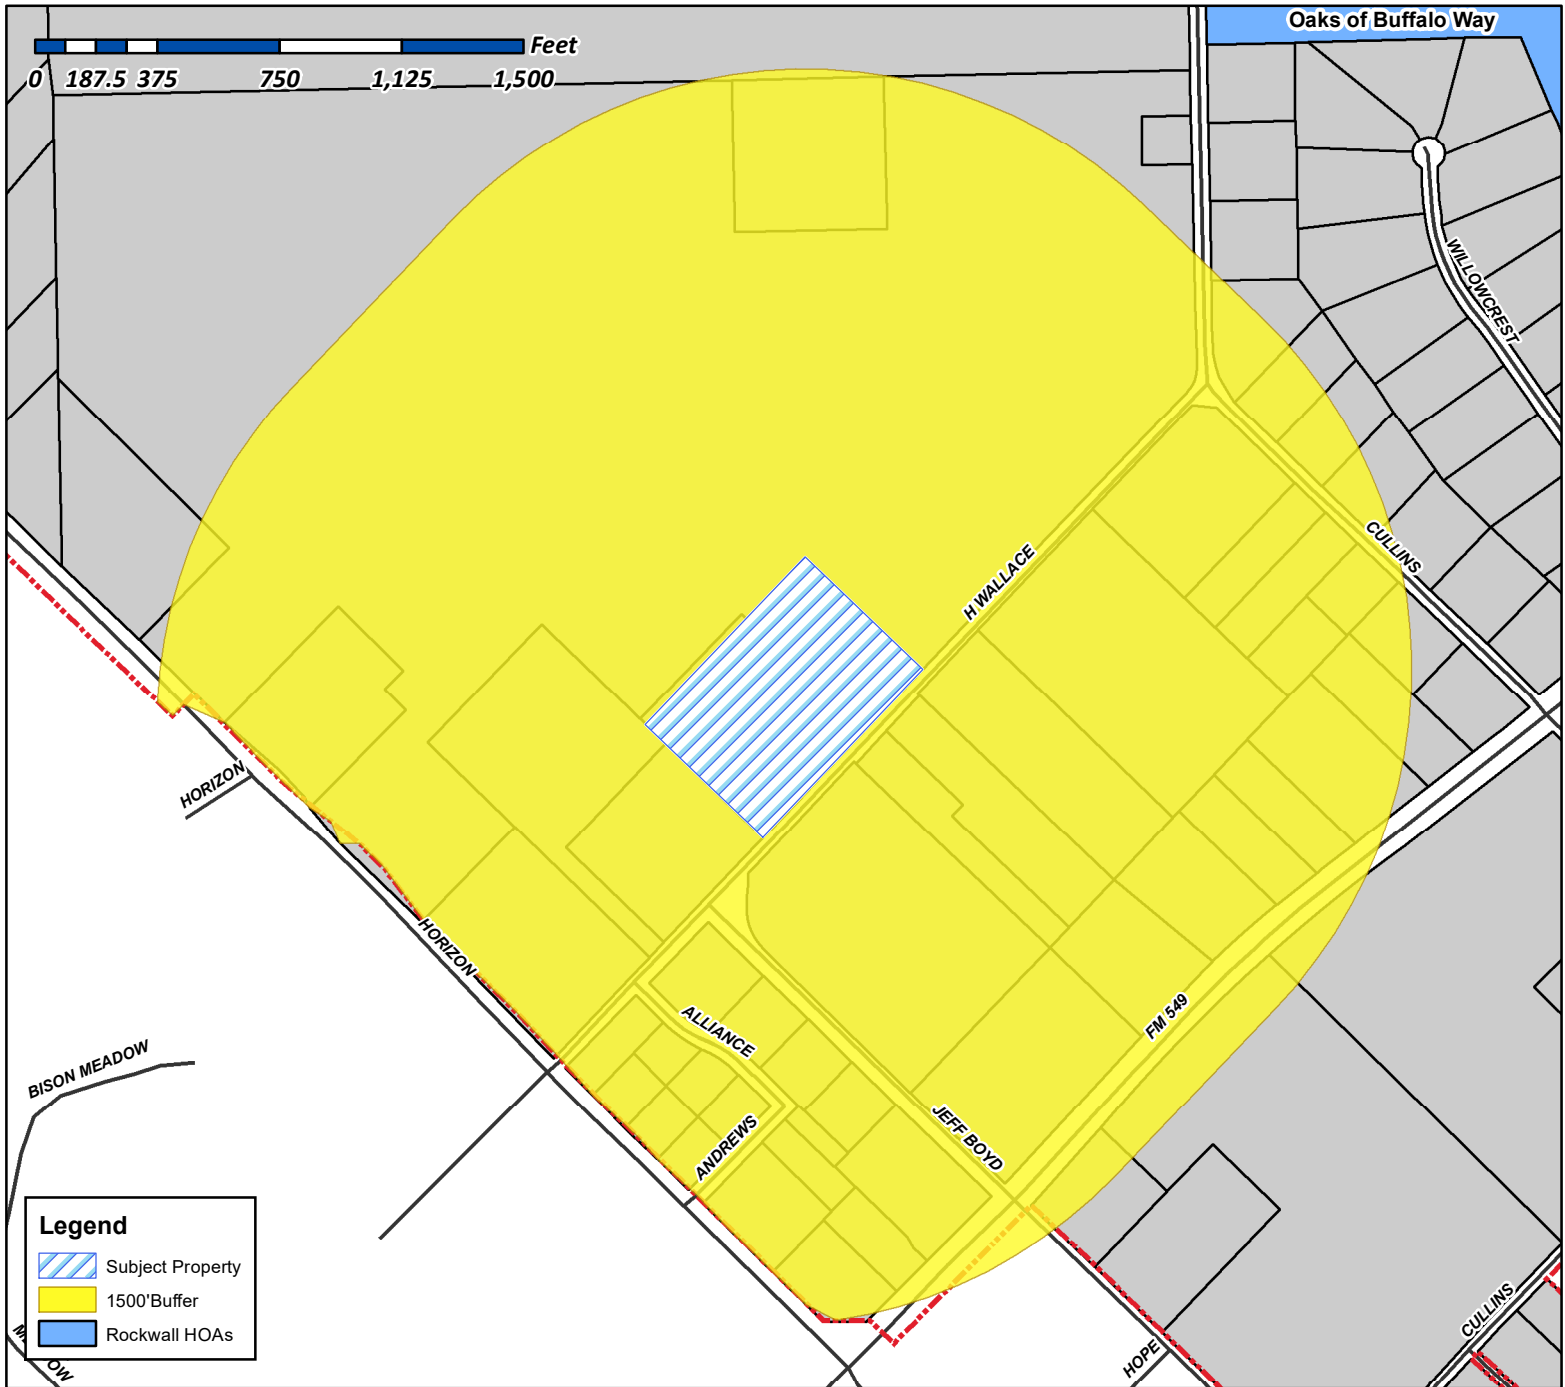 Oaks of Buffalo Way
Feet
0 187.5 375 750 1,125 1,500
WILLOWCREST
CULLINS
H WALLACE
HORIZON
HORIZON
ALLIANCE
FM 549
BISON MEADOW
JEFF BOYD
ANDREWS
Legend
Subject Property
1500'Buffer
Rockwall HOAs
CULLINS
HOPE